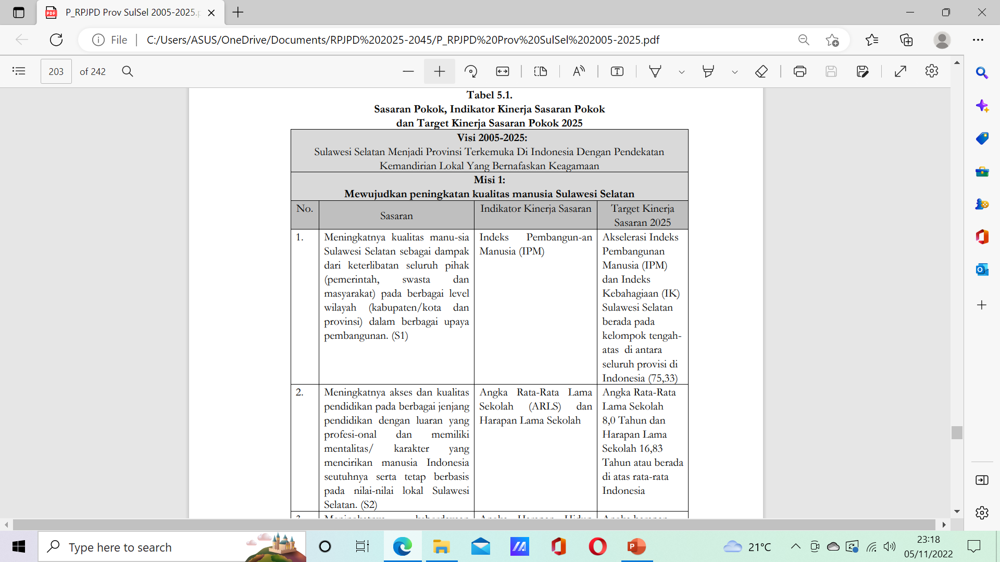 P_RPJPD Prov SulSel 2005-2025.p
File
C:/Users/ASUS/OneDrive/Documents/RPJPD%202025-2045/P_RPJPD%20Prov%20SulSel%202005-2025.pdf
203 of 242
Tabel 5.1.
Sasaran Pokok, Indikator Kinerja Sasaran Pokok
dan Target Kinerja Sasaran Pokok 2025
Visi 2005-2025:
Sulawesi Selatan Menjadi Provinsi Terkemuka Di Indonesia Dengan Pendekatan
Kemandirian Lokal Yang Bernafaskan Keagamaan
Misi 1:
Mewujudkan peningkatan kualitas manusia Sulawesi Selatan
No.
Sasaran
Indikator Kinerja Sasaran
Target Kinerja
Sasaran 2025
1.
Meningkatnya kualitas manu-sia
Sulawesi Selatan sebagai dampak
dari keterlibatan seluruh pihak
(pemerintah, swasta dan
masyarakat) pada berbagai level
wilayah (kabupaten/kota dan
provinsi) dalam berbagai upaya
pembangunan. (S1)
Indeks Pembangun-an
Manusia (IPM)
Akselerasi Indeks
Pembangunan
Manusia (IPM)
dan Indeks
Kebahagiaan (IK)
Sulawesi Selatan
berada pada
kelompok tengah-
atas di antara
seluruh provisi di
Indonesia (75,33)
2.
Meningkatnya akses dan kualitas
pendidikan pada berbagai jenjang
pendidikan dengan luaran yang
profesi-onal dan memiliki
mentalitas/ karakter yang
mencirikan manusia Indonesia
seutuhnya serta tetap berbasis
pada nilai-nilai lokal Sulawesi
Selatan. (S2)
Angka Rata-Rata Lama
Sekolah (ARLS) dan
Harapan Lama Sekolah
Angka Rata-Rata
Lama Sekolah
8,0 Tahun dan
Harapan Lama
Sekolah 16,83
Tahun atau berada
di atas rata-rata
Indonesia
Type here to search
21°C
23:18
05/11/2022